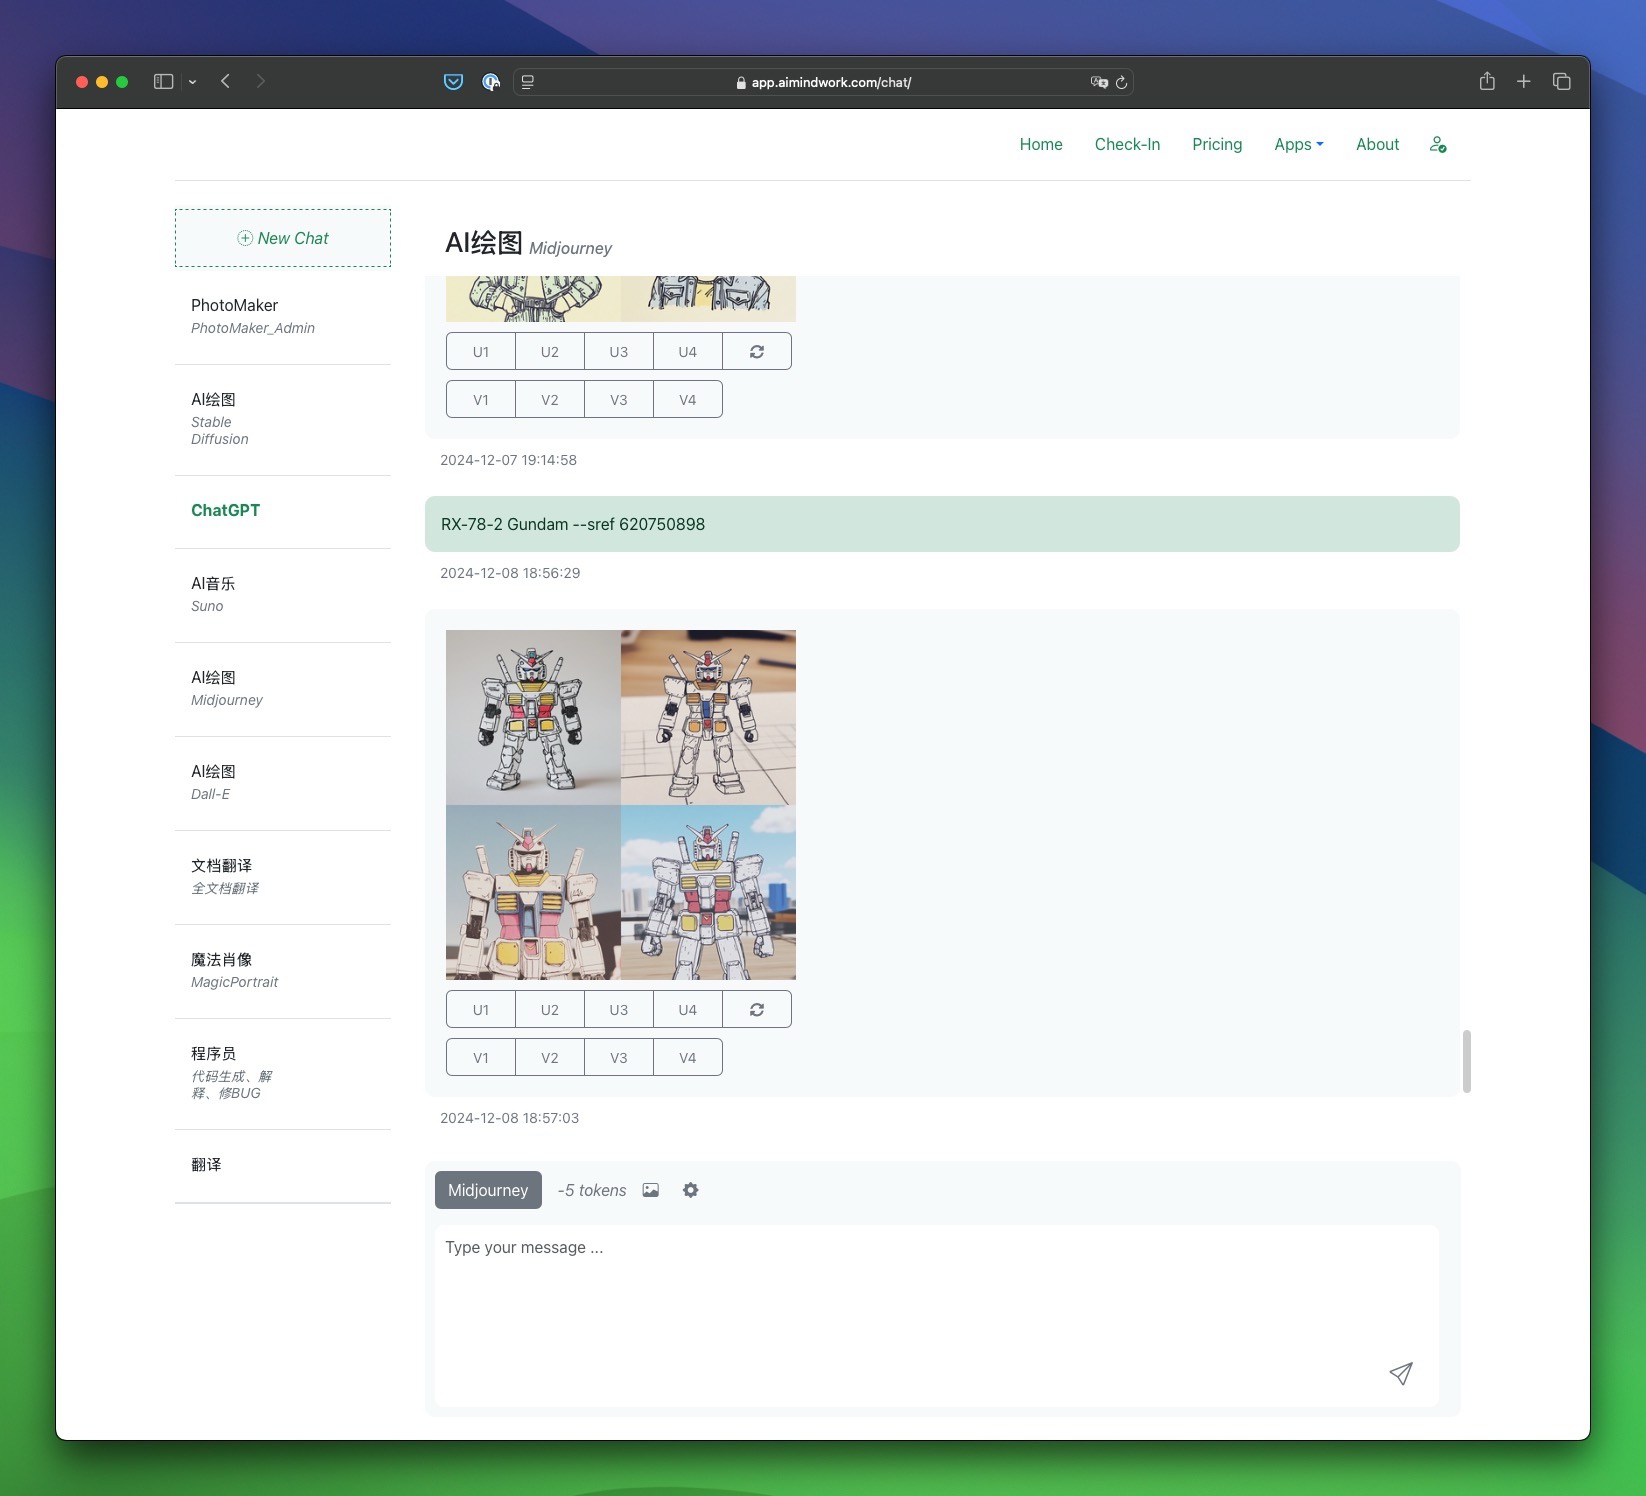 app.aimindwork.com/chat/
Home Check-In Pricing Apps About
New Chat
PhotoMaker
PhotoMaker_Admin
AI绘图
Stable
Diffusion
ChatGPT
AI音乐
Suno
AI绘图
Midjourney
AI绘图
Dall-E
文档翻译
全文档翻译
魔法肖像
MagicPortrait
程序员
代码生成、解
释、修BUG
翻译
AI绘图 Midjourney
U1 U2 U3 U4
V1 V2 V3 V4
2024-12-07 19:14:58
RX-78-2 Gundam --sref 620750898
2024-12-08 18:56:29
U1 U2 U3 U4
V1 V2 V3 V4
2024-12-08 18:57:03
Midjourney -5 tokens
Type your message ...